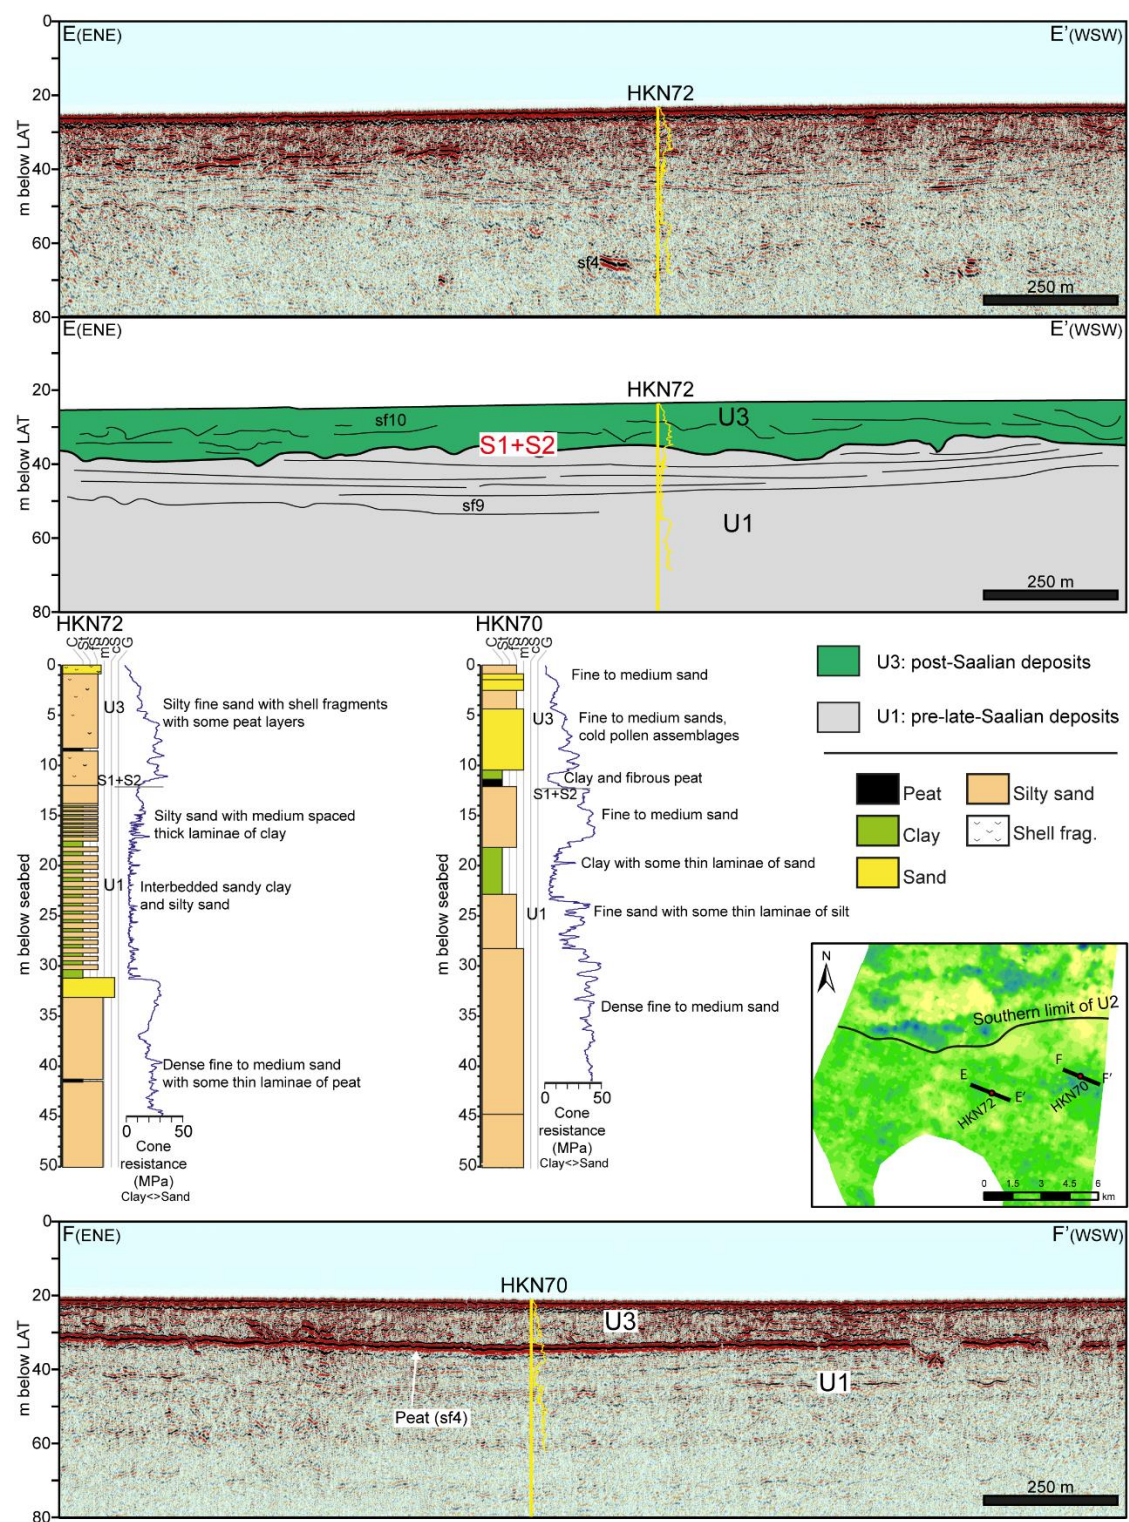 E(ENE)
E'(WSW)
0
20
40
60
80
m below LAT
HKN72
sf4
250 m
E(ENE)
E'(WSW)
0
20
40
60
80
m below LAT
HKN72
U3
sf10
S1+S2
sf9
U1
250 m
HKN72
C
Si
fS
mS
cS
G
0
5
10
15
20
25
30
35
40
45
50
m below seabed
U3
S1+S2
U1
Silty fine sand with shell fragments
with some peat layers
Silty sand with medium spaced
thick laminae of clay
Interbedded sandy clay
and silty sand
Dense fine to medium sand
with some thin laminae of peat
0 50
Cone
resistance
(MPa)
Clay<>Sand
HKN70
C
Si
fS
mS
cS
G
0
5
10
15
20
25
30
35
40
45
50
m below seabed
U3
S1+S2
U1
Fine to medium sand
Fine to medium sands,
cold pollen assemblages
Clay and fibrous peat
Fine to medium sand
Clay with some thin laminae of sand
Fine sand with some thin laminae of silt
Dense fine to medium sand
0 50
Cone
resistance
(MPa)
Clay<>Sand
U3: post-Saalian deposits
U1: pre-late-Saalian deposits
Peat
Silty sand
Clay
Shell frag.
Sand
N
Southern limit of U2
F
F'
HKN70
E
E'
HKN72
0 1.5 3 4.5 6
km
F(ENE)
F'(WSW)
0
20
40
60
80
m below LAT
HKN70
U3
U1
Peat (sf4)
250 m